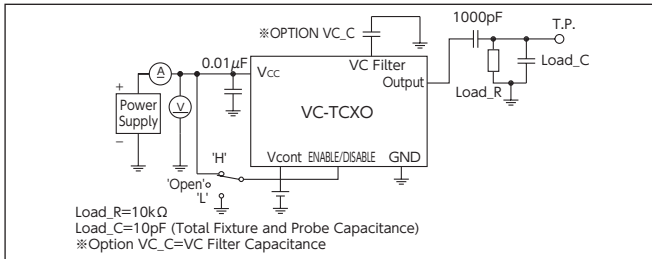 1000pF
T.P.
※OPTION VC_C
0.01μF
Vcc
VC Filter
Output
Load_C
Load_R
+
A
V
Power
Supply
−
VC-TCXO
'H'
Vcont
ENABLE/DISABLE
GND
'Open'
'L'
Load_R=10kΩ
Load_C=10pF (Total Fixture and Probe Capacitance)
※Option VC_C=VC Filter Capacitance